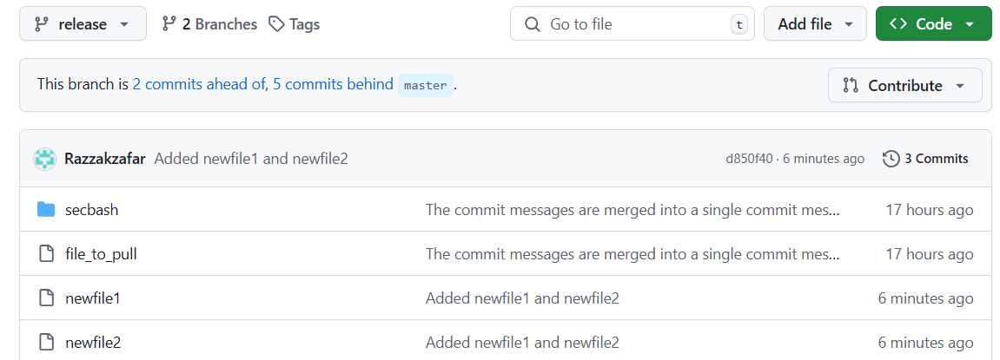 release 2 Branches Tags Go to file t Add file Code
This branch is 2 commits ahead of, 5 commits behind master .
Contribute
Razzakzafar Added newfile1 and newfile2 d850f40 · 6 minutes ago 3 Commits
secbash The commit messages are merged into a single commit mes... 17 hours ago
file_to_pull The commit messages are merged into a single commit mes... 17 hours ago
newfile1 Added newfile1 and newfile2 6 minutes ago
newfile2 Added newfile1 and newfile2 6 minutes ago